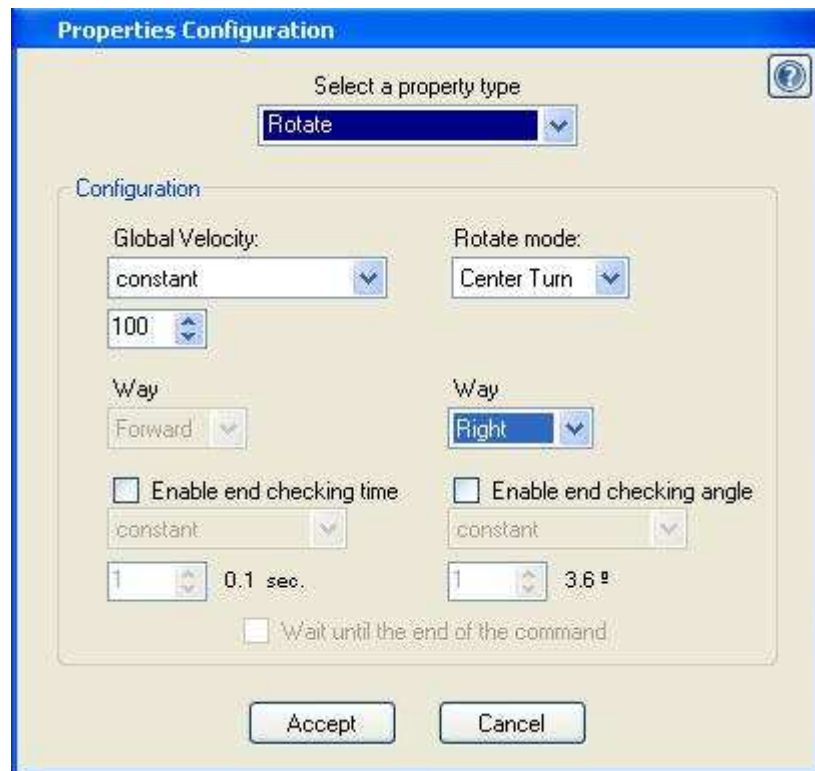 Properties Configuration
Select a property type
Rotate
Configuration
Global Velocity:
Rotate mode:
constant
Center Turn
100
Way
Way
Forward
Right
Enable end checking time
Enable end checking angle
constant
constant
1
0.1 sec.
1
3.6 º
Wait until the end of the command
Accept
Cancel